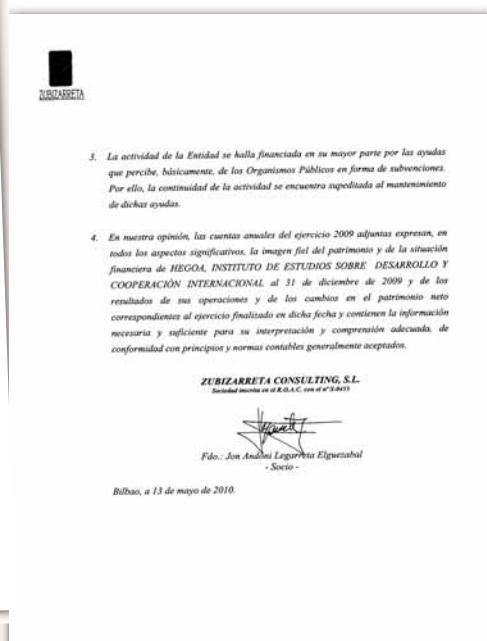 ZUBIZARRETA
3. La actividad de la Entidad se halla financiada en su mayor parte por las ayudas
que percibe, básicamente, de los Organismos Públicos en forma de subvenciones.
Por ello, la continuidad de la actividad se encuentra supeditada al mantenimiento
de dichas ayudas.
4. En nuestra opinión, las cuentas anuales del ejercicio 2009 adjuntas expresan, en
todos los aspectos significativos, la imagen fiel del patrimonio y de la situación
financiera de HEGOA, INSTITUTO DE ESTUDIOS SOBRE DESARROLLO Y
COOPERACIÓN INTERNACIONAL al 31 de diciembre de 2009 y de los
resultados de sus operaciones y de los cambios en el patrimonio neto
correspondientes al ejercicio finalizado en dicha fecha y contienen la información
necesaria y suficiente para su interpretación y comprensión adecuada, de
conformidad con principios y normas contables generalmente aceptados.
ZUBIZARRETA CONSULTING, S.L.
Sociedad inscrita en el R.O.A.C. con el nº
Fdo.: Jon Andoni Legarreta Elguezabal
- Socio -
Bilbao, a 13 de mayo de 2010.